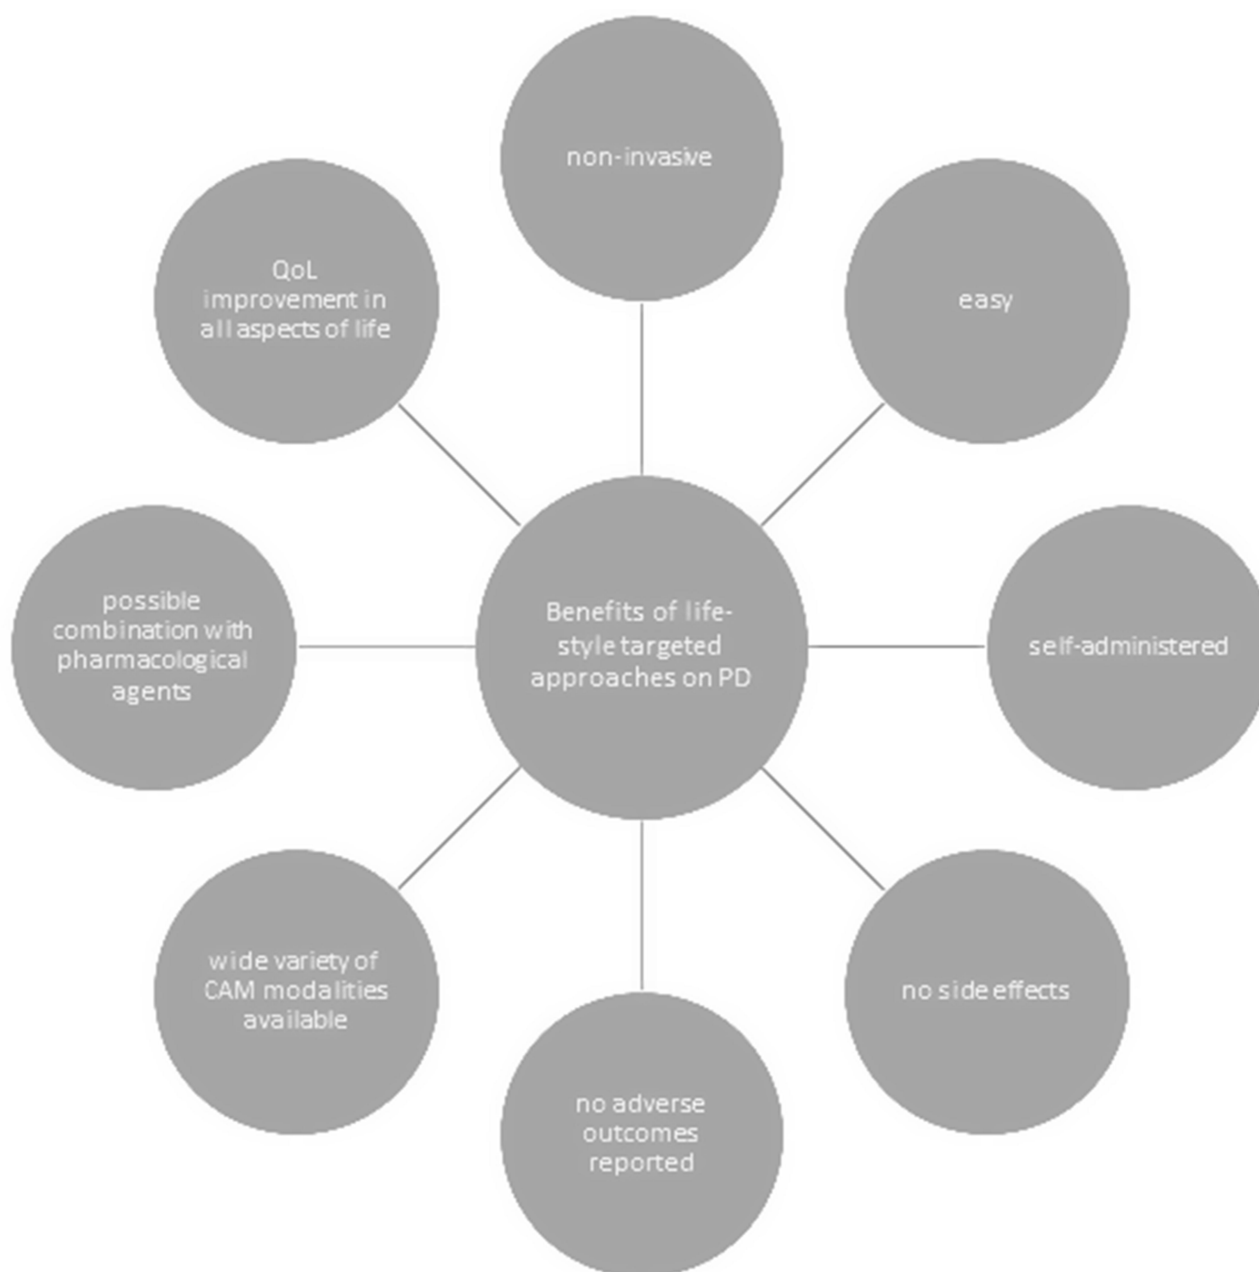 non-invasive
easy
self-administered
no side effects
no adverse
outcomes
reported
wide variety of
CAM modalities
available
possible
combination with
pharmacological
agents
QoL
improvement in
all aspects of life
Benefits of life-
style targeted
approaches on PD